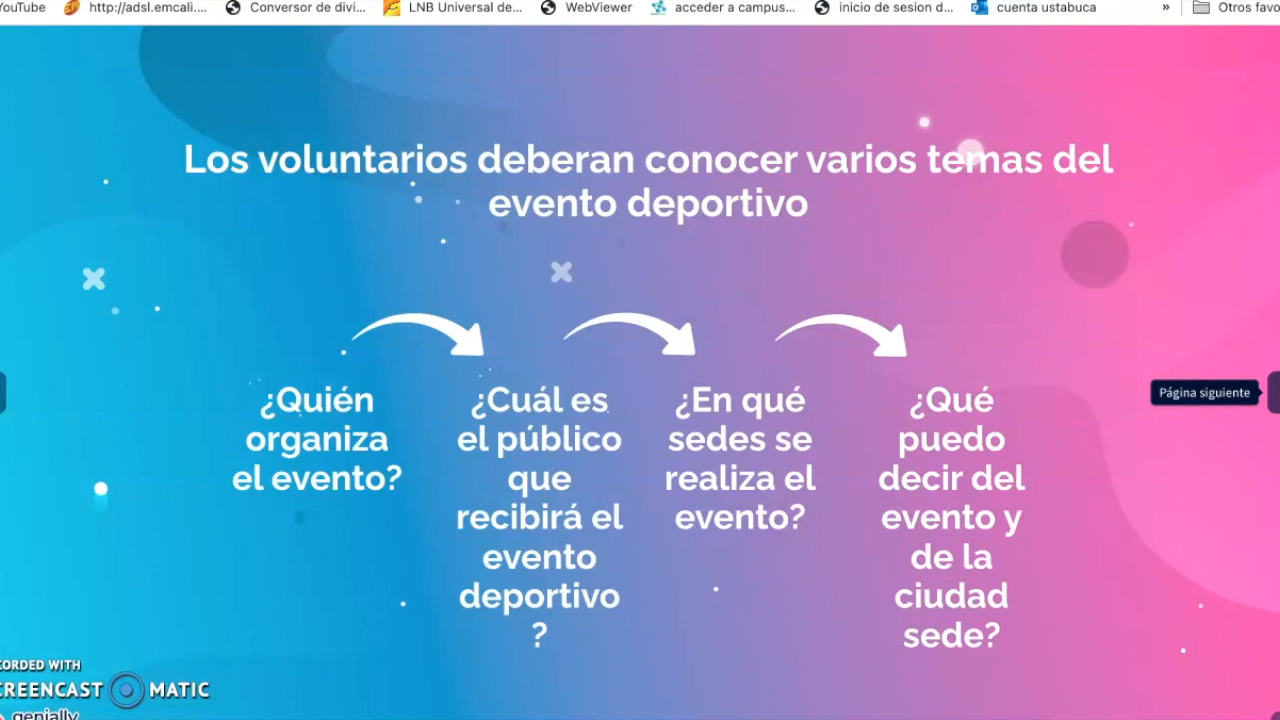 YouTube
http://adsl.emcali....
Conversor de divi...
LNB Universal de...
WebViewer
acceder a campus...
inicio de sesion d...
cuenta ustabuca
»
Otros favo
Los voluntarios deberan conocer varios temas del
evento deportivo
¿Quién
organiza
el evento?
¿Cuál es
el público
que
recibirá el
evento
deportivo
?
¿En qué
sedes se
realiza el
evento?
¿Qué
puedo
decir del
evento y
de la
ciudad
sede?
Página siguiente
CORDED WITH
CREENCAST MATIC
genially